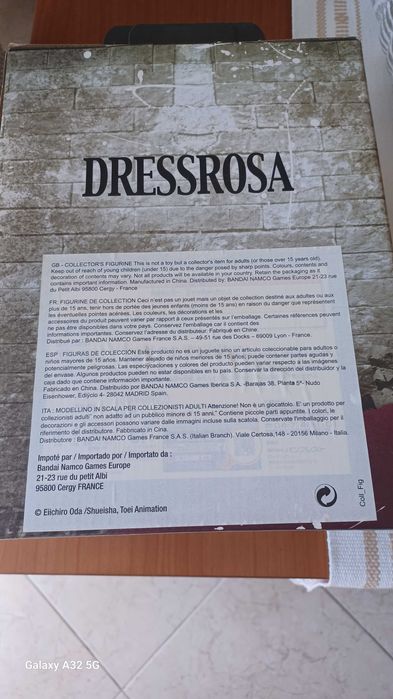 DRESSROSA
GB - COLLECTOR'S FIGURINE This is not a toy but a collector's item for adults (or those over 15 years old).
Keep out of reach of young children (under 15) due to the danger posed by sharp points. Colours, contents and
decoration of contents may vary. Not all products will be available in your country. Retain the packaging as it
contains important information. Manufactured in China. Distributed by: BANDAI NAMCO Games Europe 21-23 rue
du Petit Albi 95800 Cergy - France
FR: FIGURINE DE COLLECTION Ceci n'est pas un jouet mais un objet de collection destiné aux adultes ou aux
plus de 15 ans, tenir hors de portée des jeunes enfants (moins de 15 ans) en raison du danger que représentent
les éventuelles pointes acérées. Les couleurs, les décorations et les
accessoires du produit peuvent varier par rapport à ceux présentés sur l'emballage. Certaines références peuvent
ne pas être disponibles dans votre pays. Conservez l'emballage car il contient des
informations importantes. Conservez l'adresse du distributeur. Fabriqué en Chine.
Distribué par : BANDAI NAMCO Games FRANCE S.A.S. – 49-51 rue des Docks – 69009 Lyon - France.
ESP : FIGURAS DE COLECCIÓN Este producto no es un juguete sino un artículo coleccionable para adultos o
niños mayores de 15 años. Mantener alejado de niños menores de 15 años; puede contener partes agudas y
potencialmente peligrosas. Las especificaciones y colores del producto pueden variar respecto a las imágenes
del envase. Algunos productos pueden no estar disponibles en tu país. Conservar la dirección del distribuidor y la
caja dado que contiene información importante.
Fabricado en China. Distribuido por BANDAI NAMCO Games Iberica S.A. -Barajas 38, Planta 5ª- Nudo
Eisenhower, Edijicio 4- 28042 MADRID Spain.
ITA : MODELLINO IN SCALA PER COLLEZIONISTI ADULTI Attenzione! Non è un giocattolo. E' un prodotto per
collezionisti adult" non adatto ad un pubblico minore di 15 anni." Contiene piccole parti appuntite. I colori, le
decorazioni e gli accessori possono variare dalle immagini incluse sulla scatola. Conservate l'imballaggio per il
riferimento del distributore. Fabbricato in Cina.
Distributore : BANDAI NAMCO Games France S.A.S. (Italian Branch). Viale Certosa,148 - 20156 Milano - Italia.
Impoté par / Importado por / Importato da :
Bandai Namco Games Europe
21-23 rue du petit Albi
95800 Cergy FRANCE
© Eiichiro Oda /Shueisha, Toei Animation
Coll_Fig
Galaxy A32 5G